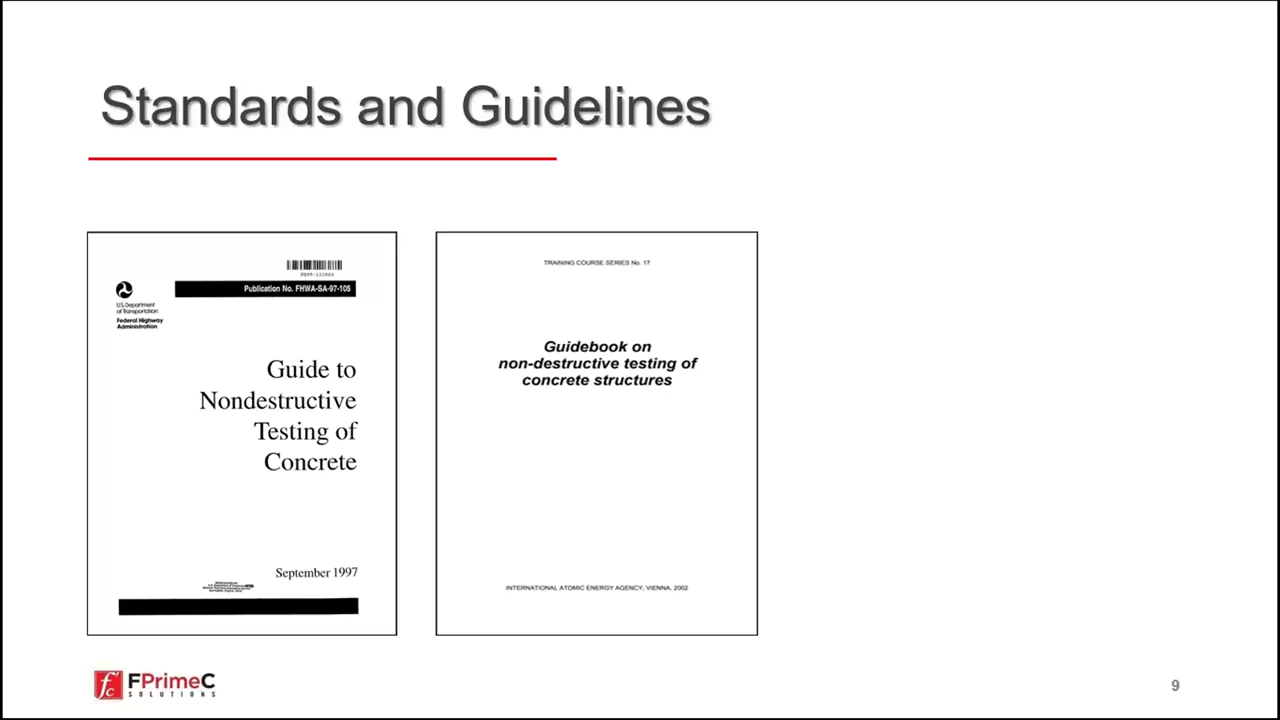 Standards and Guidelines
Publication No. FHWA-SA-97-105
U.S. Department
of Transportation
Federal Highway
Administration
Guide to
Nondestructive
Testing of
Concrete
September 1997
TRAINING COURSE SERIES No. 17
Guidebook on
non-destructive testing of
concrete structures
INTERNATIONAL ATOMIC ENERGY AGENCY, VIENNA, 2002
FPrimeC
SOLUTIONS
9